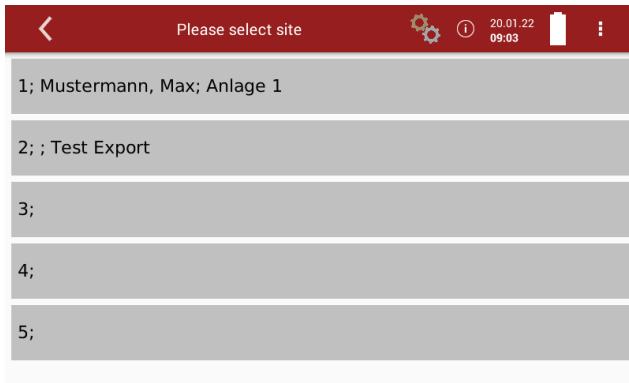 Please select site
20.01.22
09:03
1; Mustermann, Max; Anlage 1
2; ; Test Export
3;
4;
5;